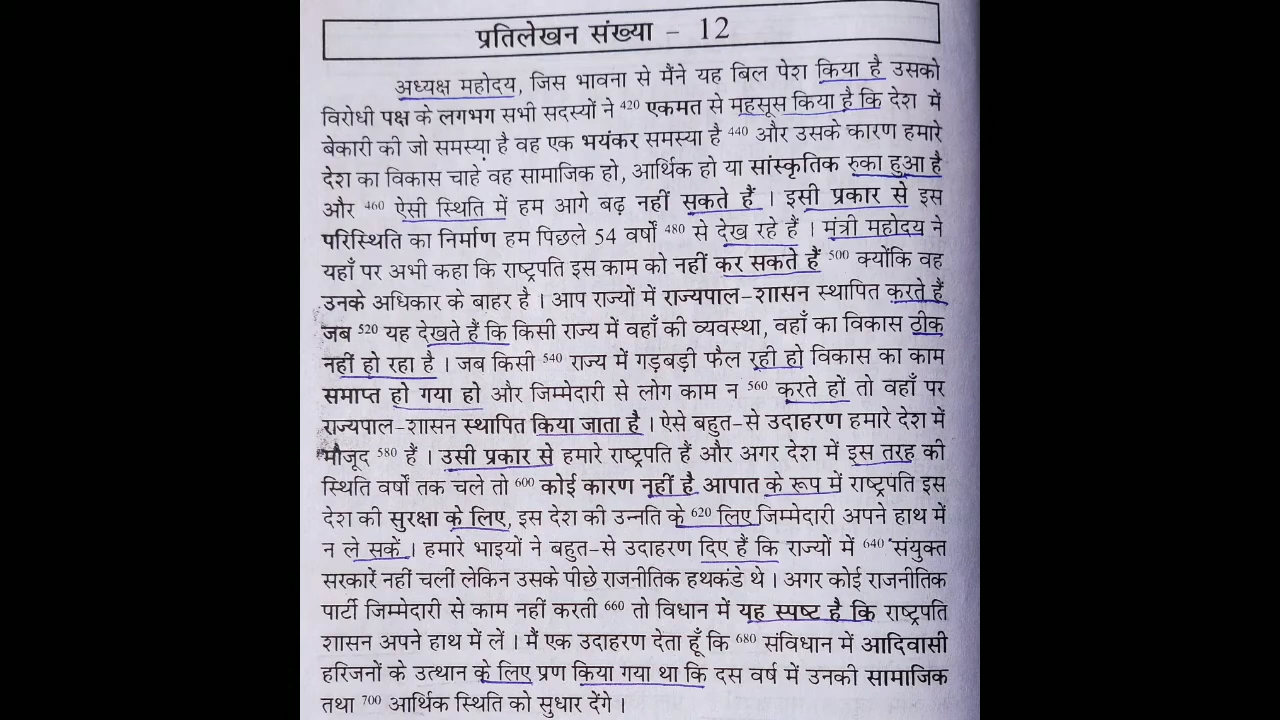 प्रतिलेखन संख्या - 12
अध्यक्ष महोदय, जिस भावना से मैंने यह बिल पेश किया है उसको
विरोधी पक्ष के लगभग सभी सदस्यों ने 420 एकमत से महसूस किया है कि देश में
बेकारी की जो समस्या है वह एक भयंकर समस्या है 440 और उसके कारण हमारे
देश का विकास चाहे वह सामाजिक हो, आर्थिक हो या सांस्कृतिक रुका हुआ है
और 460 ऐसी स्थिति में हम आगे बढ़ नहीं सकते हैं । इसी प्रकार से इस
परिस्थिति का निर्माण हम पिछले 54 वर्षों 480 से देख रहे हैं । मंत्री महोदय ने
यहाँ पर अभी कहा कि राष्ट्रपति इस काम को नहीं कर सकते हैं 500 क्योंकि वह
उनके अधिकार के बाहर है । आप राज्यों में राज्यपाल-शासन स्थापित करते हैं
जब 520 यह देखते हैं कि किसी राज्य में वहाँ की व्यवस्था, वहाँ का विकास ठीक
नहीं हो रहा है । जब किसी 540 राज्य में गड़बड़ी फैल रही हो विकास का काम
समाप्त हो गया हो और जिम्मेदारी से लोग काम न 560 करते हों तो वहाँ पर
राज्यपाल-शासन स्थापित किया जाता है । ऐसे बहुत-से उदाहरण हमारे देश में
मौजूद 580 हैं । उसी प्रकार से हमारे राष्ट्रपति हैं और अगर देश में इस तरह की
स्थिति वर्षों तक चले तो 600 कोई कारण नहीं है आपात के रूप में राष्ट्रपति इस
देश की सुरक्षा के लिए, इस देश की उन्नति के 620 लिए जिम्मेदारी अपने हाथ में
न ले सकें । हमारे भाइयों ने बहुत-से उदाहरण दिए हैं कि राज्यों में 640 संयुक्त
सरकारें नहीं चलीं लेकिन उसके पीछे राजनीतिक हथकंडे थे । अगर कोई राजनीतिक
पार्टी जिम्मेदारी से काम नहीं करती 660 तो विधान में यह स्पष्ट है कि राष्ट्रपति
शासन अपने हाथ में लें । मैं एक उदाहरण देता हूँ कि 680 संविधान में आदिवासी
हरिजनों के उत्थान के लिए प्रण किया गया था कि दस वर्ष में उनकी सामाजिक
तथा 700 आर्थिक स्थिति को सुधार देंगे ।